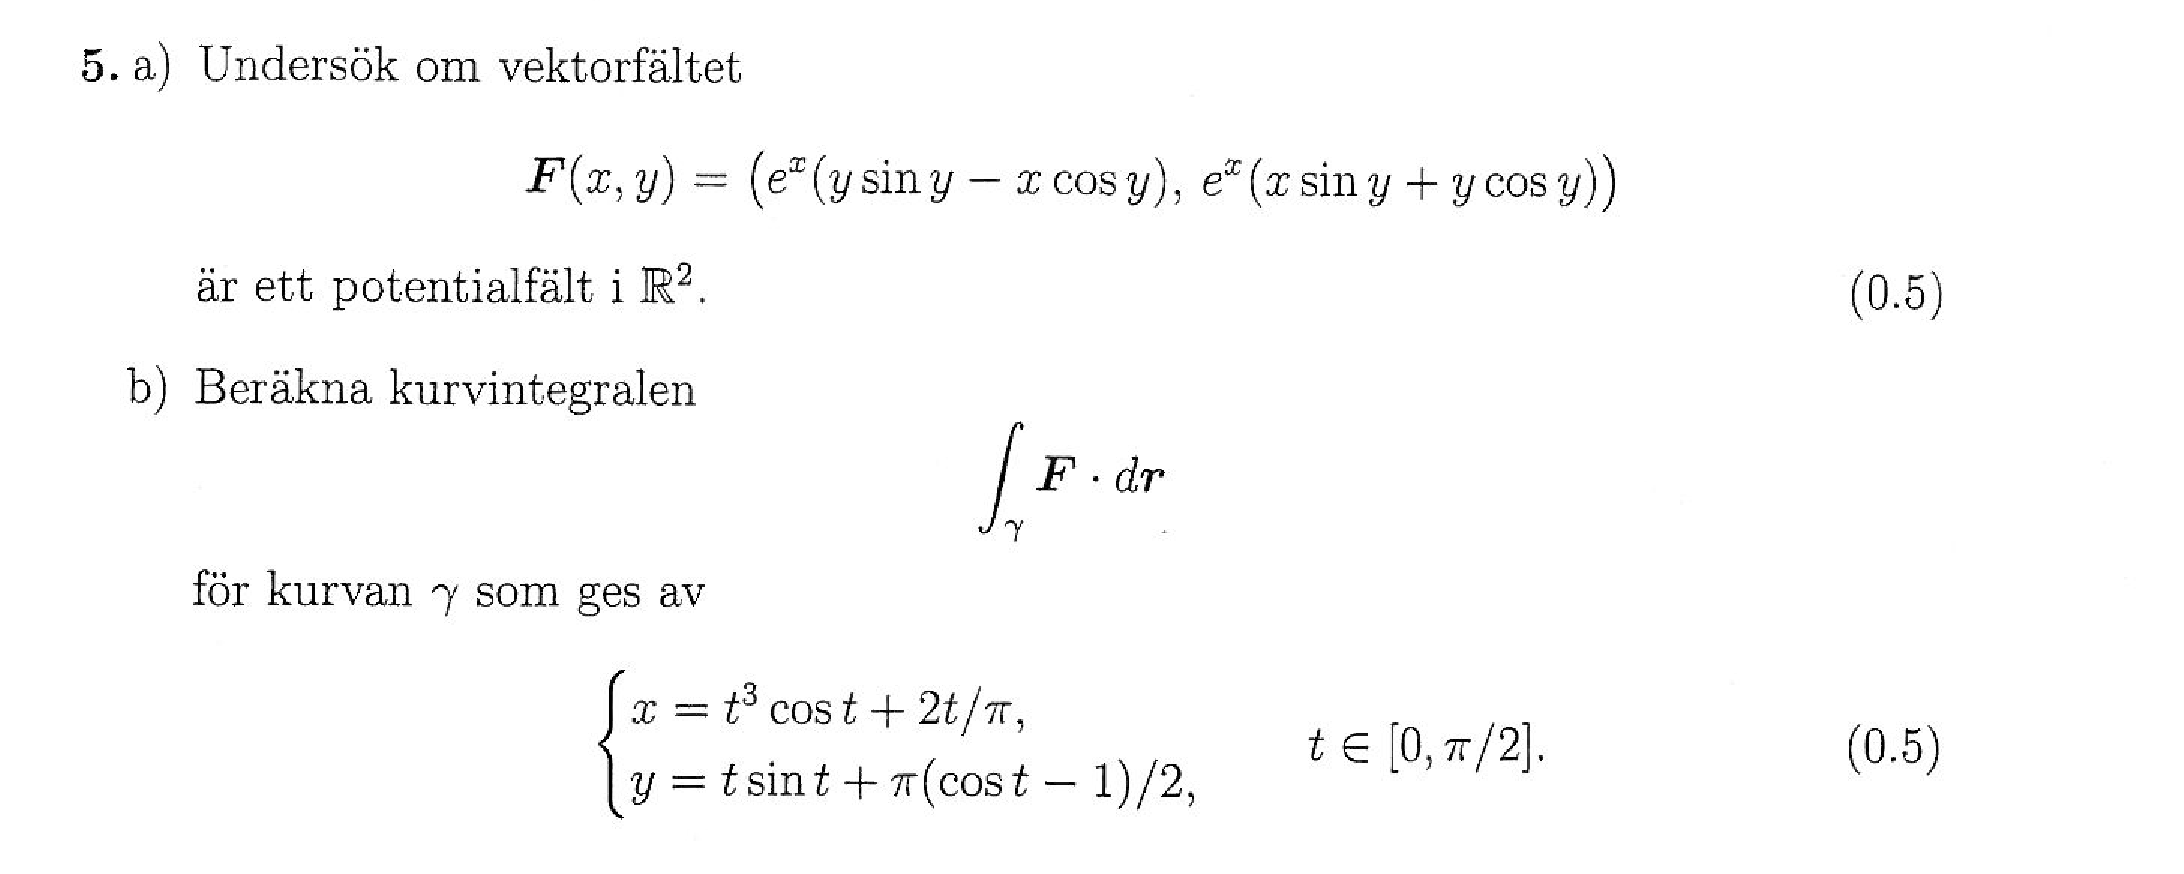 5. a) Undersök om vektorfältet
F(x, y) = (e^x(y sin y − x cos y), e^x(x sin y + y cos y))
är ett potentialfält i ℝ². (0.5)
b) Beräkna kurvintegralen
∫_γ F · dr
för kurvan γ som ges av
{ x = t³ cos t + 2t/π,
y = t sin t + π(cos t − 1)/2, t ∈ [0, π/2]. (0.5)